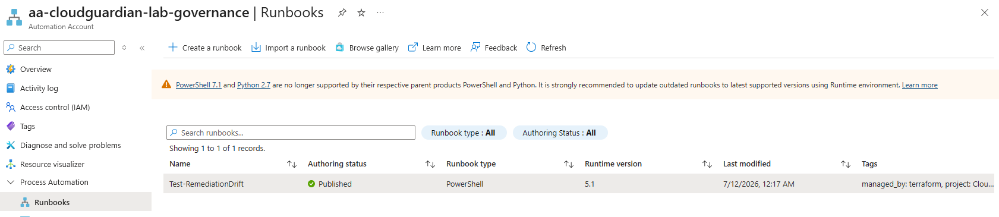 aa-cloudguardian-lab-governance | Runbooks
Automation Account
Search
Overview
Activity log
Access control (IAM)
Tags
Diagnose and solve problems
Resource visualizer
Process Automation
Runbooks
Create a runbook Import a runbook Browse gallery Learn more Feedback Refresh
PowerShell 7.1 and Python 2.7 are no longer supported by their respective parent products PowerShell and Python. It is strongly recommended to update outdated runbooks to latest supported versions using Runtime environment. Learn more
Search runbooks... Runbook type : All Authoring Status : All
Showing 1 to 1 of 1 records.
Name Authoring status Runbook type Runtime version Last modified Tags
Test-RemediationDrift Published PowerShell 5.1 7/12/2026, 12:17 AM managed_by: terraform, project: Clou...